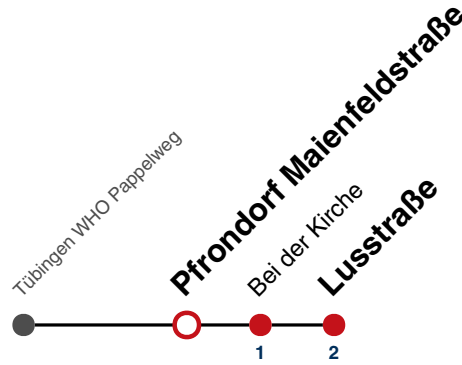 Tübingen WHO Pappelweg
Pfrondorf Maienfeldstraße
Bei der Kirche
Lusstraße
1
2